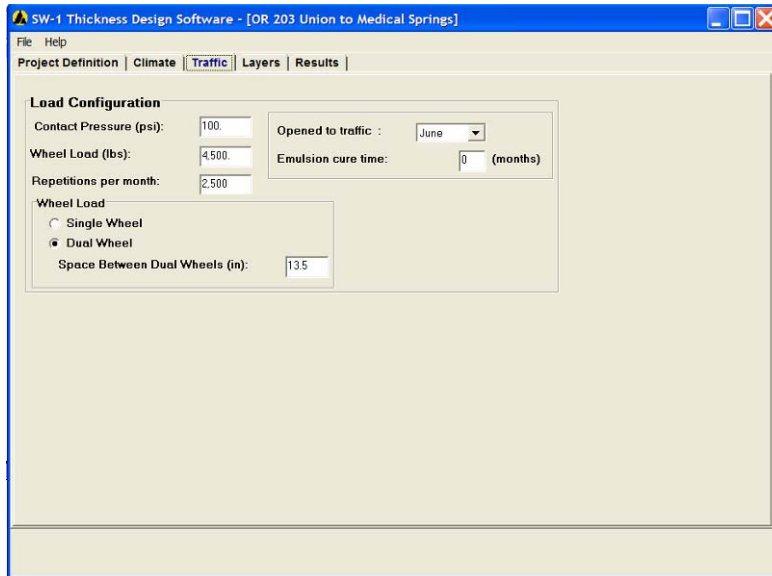 SW-1 Thickness Design Software - [OR 203 Union to Medical Springs]
File Help
Project Definition | Climate | Traffic | Layers | Results |
Load Configuration
Contact Pressure (psi): 100.
Wheel Load (lbs): 4,500.
Repetitions per month: 2,500
Opened to traffic : June
Emulsion cure time: 0 (months)
Wheel Load
Single Wheel
Dual Wheel
Space Between Dual Wheels (in): 13.5